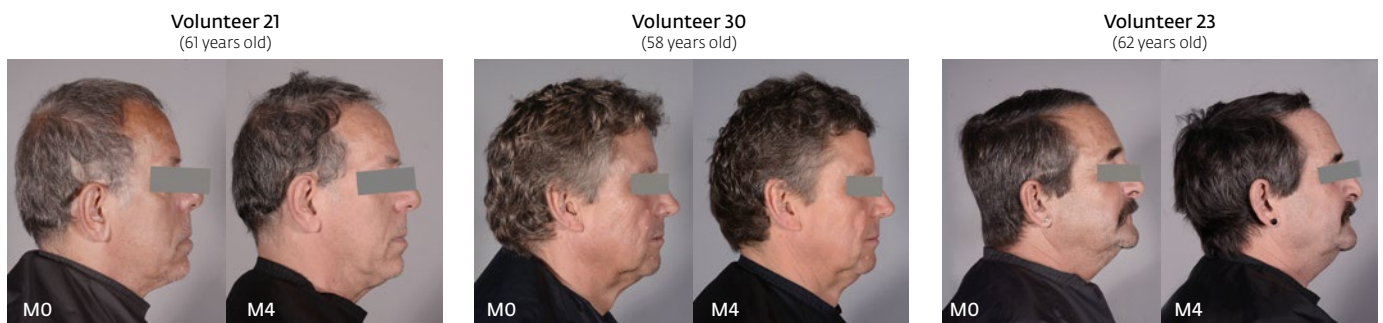 Volunteer 21
(61 years old)
M0
M4
Volunteer 30
(58 years old)
M0
M4
Volunteer 23
(62 years old)
M0
M4